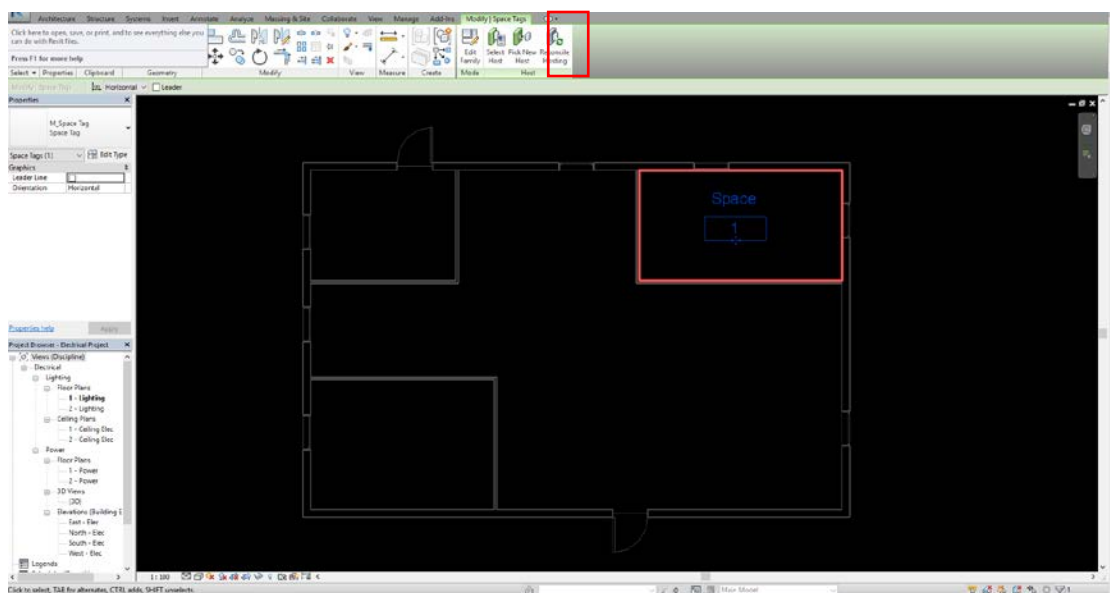 Architecture Structure Systems Insert Annotate Analyze Massing & Site Collaborate View Manage Add-Ins Modify | Space Tags
Click here to open, save, or print, and to see everything else you
can do with Revit files.
Press F1 for more help
Edit Family
Select Host
Pick New Host
Reconcile Hosting
Select Properties Clipboard Geometry Modify View Measure Create Mode Host
Modify | Space Tags Horizontal Leader
Properties
M_Space Tag
Space Tag
Space Tags (1) Edit Type
Graphics
Leader Line
Orientation Horizontal
Space
1
Properties help Apply
Project Browser - Electrical Project
Views (Discipline)
Electrical
Lighting
Floor Plans
1 - Lighting
2 - Lighting
Ceiling Plans
1 - Ceiling Elec
2 - Ceiling Elec
Power
Floor Plans
1 - Power
2 - Power
3D Views
{3D}
Elevations (Building E
East - Elec
North - Elec
South - Elec
West - Elec
Legends
1 : 100
Click to select, TAB for alternates, CTRL adds, SHIFT unselects.
Main Model